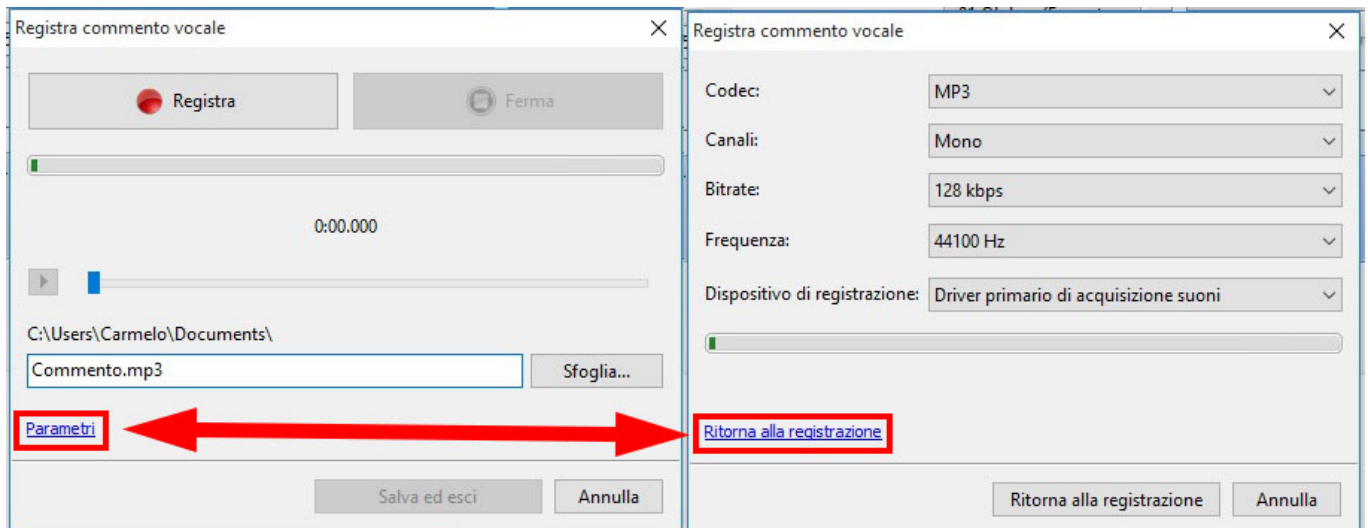 Registra commento vocale
Registra
Ferma
0:00.000
C:\Users\Carmelo\Documents\
Commento.mp3
Sfoglia...
Parametri
Salva ed esci
Annulla
Registra commento vocale
Codec:
MP3
Canali:
Mono
Bitrate:
128 kbps
Frequenza:
44100 Hz
Dispositivo di registrazione:
Driver primario di acquisizione suoni
Ritorna alla registrazione
Ritorna alla registrazione
Annulla